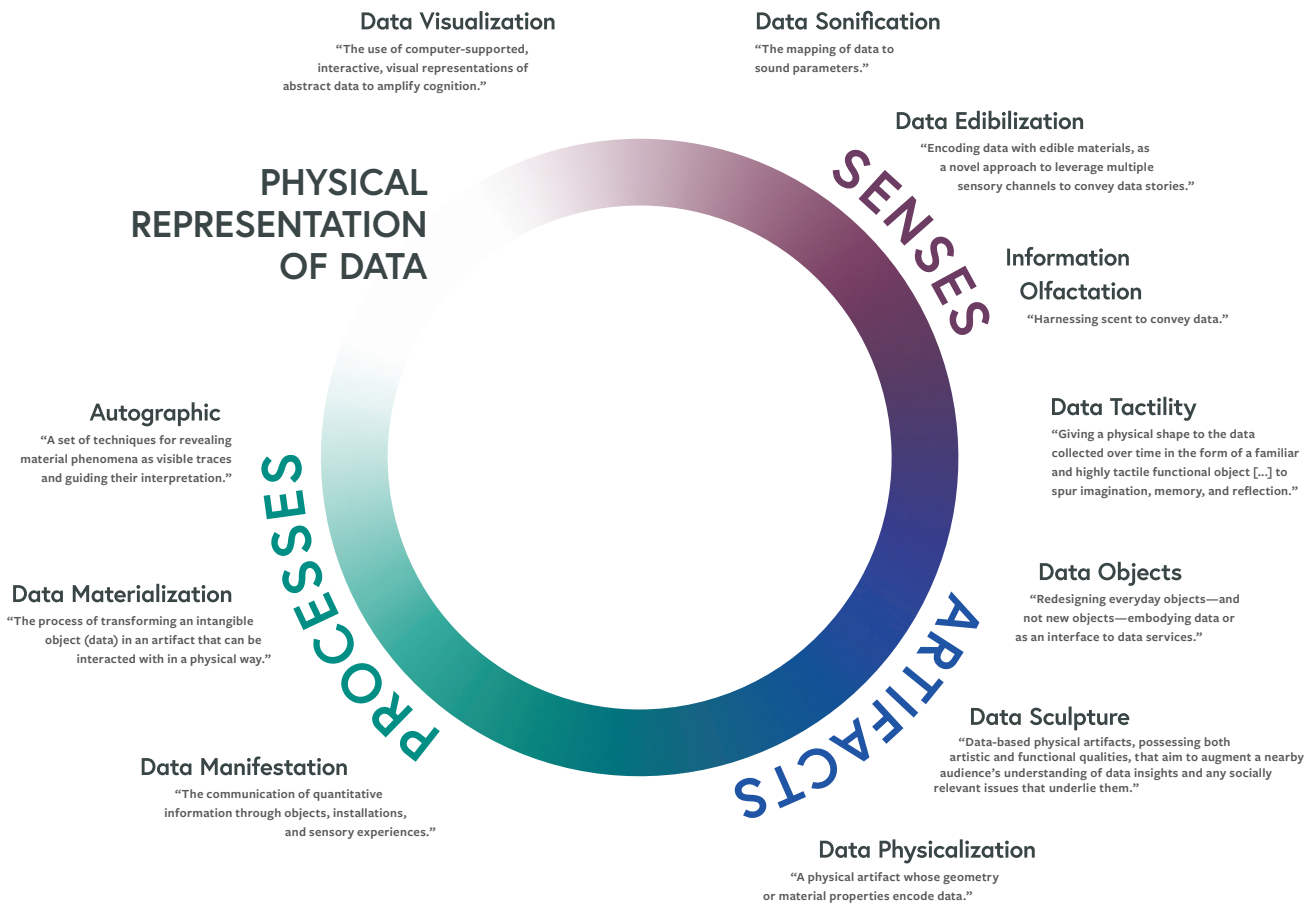 Data Visualization
“The use of computer-supported,
interactive, visual representations of
abstract data to amplify cognition.”
Data Sonification
“The mapping of data to
sound parameters.”
Data Edibilization
“Encoding data with edible materials, as
a novel approach to leverage multiple
sensory channels to convey data stories.”
PHYSICAL
REPRESENTATION
OF DATA
SENSES
Information
Olfactation
“Harnessing scent to convey data.”
Data Tactility
“Giving a physical shape to the data
collected over time in the form of a familiar
and highly tactile functional object [...] to
spur imagination, memory, and reflection.”
Data Objects
“Redesigning everyday objects—and
not new objects—embodying data or
as an interface to data services.”
ARTIFACTS
Data Sculpture
“Data-based physical artifacts, possessing both
artistic and functional qualities, that aim to augment a nearby
audience’s understanding of data insights and any socially
relevant issues that underlie them.”
Data Physicalization
“A physical artifact whose geometry
or material properties encode data.”
Data Manifestation
“The communication of quantitative
information through objects, installations,
and sensory experiences.”
PROCESSES
Data Materialization
“The process of transforming an intangible
object (data) in an artifact that can be
interacted with in a physical way.”
Autographic
“A set of techniques for revealing
material phenomena as visible traces
and guiding their interpretation.”